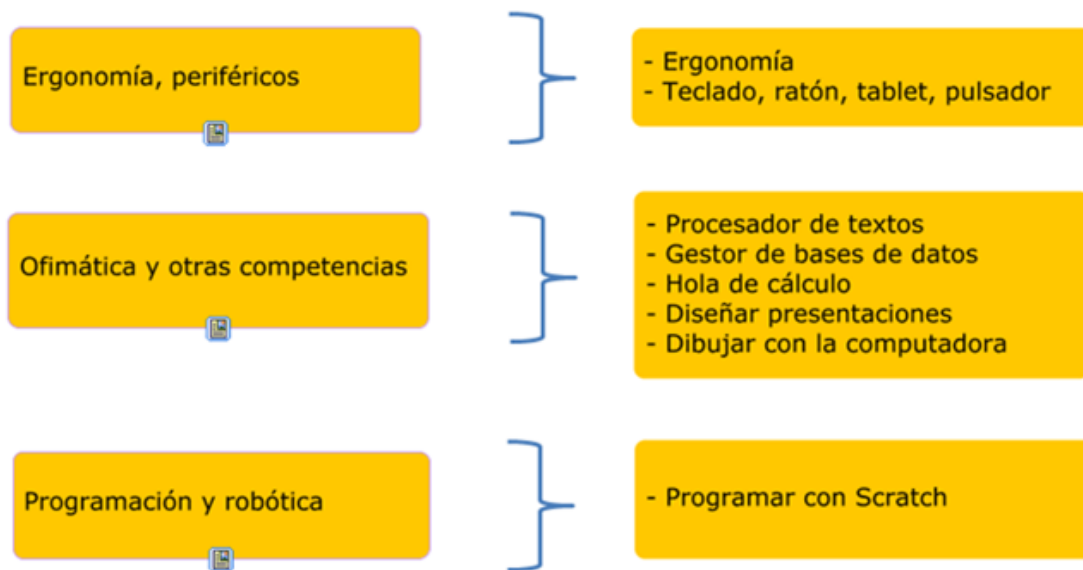 Ergonomía, periféricos
- Ergonomía
- Teclado, ratón, tablet, pulsador
Ofimática y otras competencias
- Procesador de textos
- Gestor de bases de datos
- Hola de cálculo
- Diseñar presentaciones
- Dibujar con la computadora
Programación y robótica
- Programar con Scratch